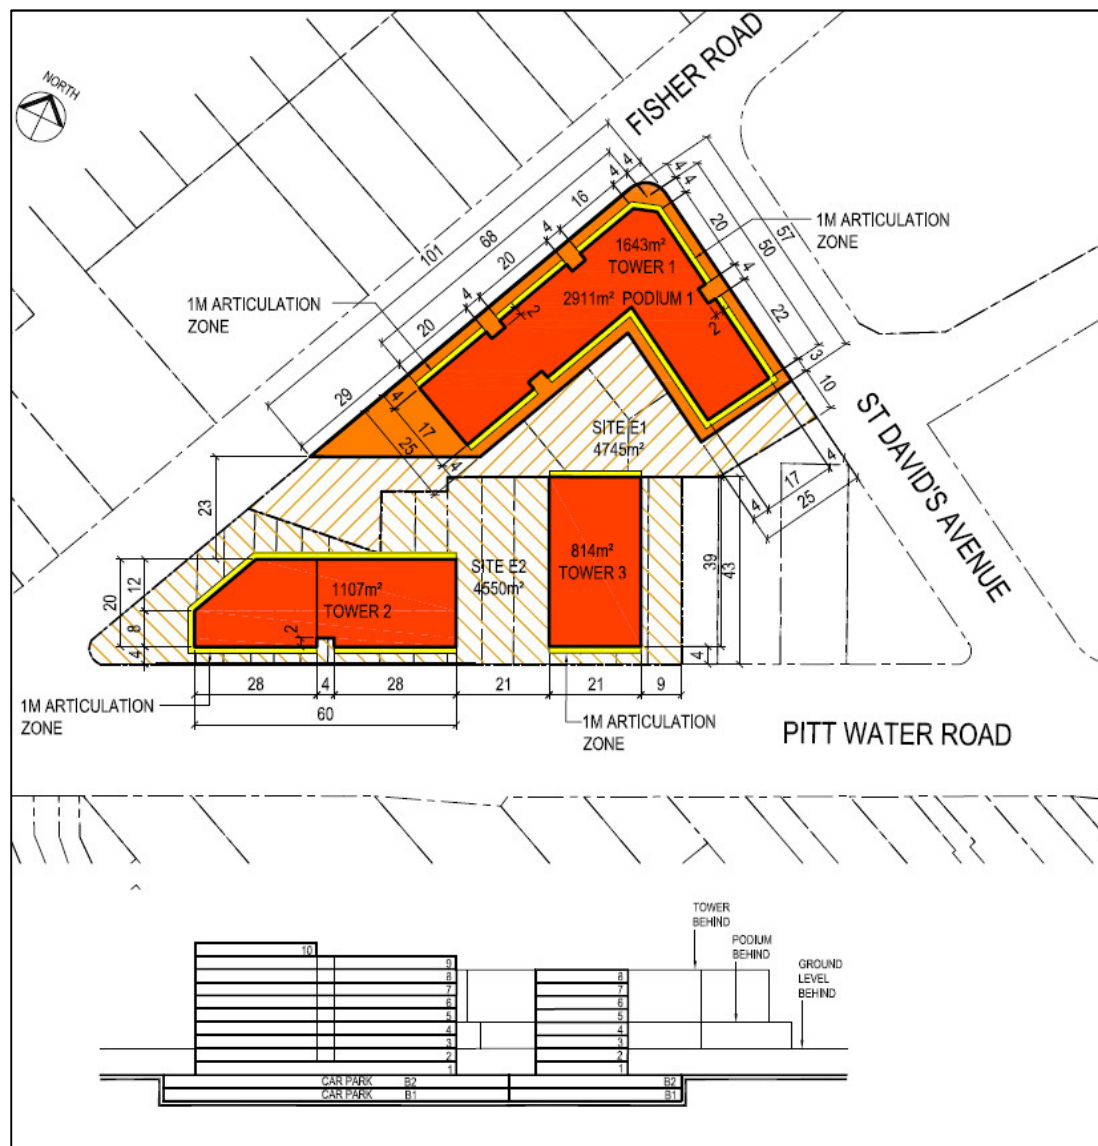 NORTH
FISHER ROAD
4
4
4
4
16
4
20
4
20
68
101
1M ARTICULATION
ZONE
1643m²
TOWER 1
2911m² PODIUM 1
2
2
20
4
22
3
10
57
50
1M ARTICULATION
ZONE
29
4
17
25
4
SITE E1
4745m²
ST DAVID'S AVENUE
4
17
4
25
23
20
12
8
4
1107m²
TOWER 2
2
SITE E2
4550m²
814m²
TOWER 3
39
43
4
28
4
28
21
21
9
60
1M ARTICULATION
ZONE
1M ARTICULATION
ZONE
PITT WATER ROAD
TOWER
BEHIND
PODIUM
BEHIND
GROUND
LEVEL
BEHIND
10
9
8
7
6
5
4
3
2
1
8
7
6
5
4
3
2
1
CAR PARK B2
CAR PARK B1
B2
B1